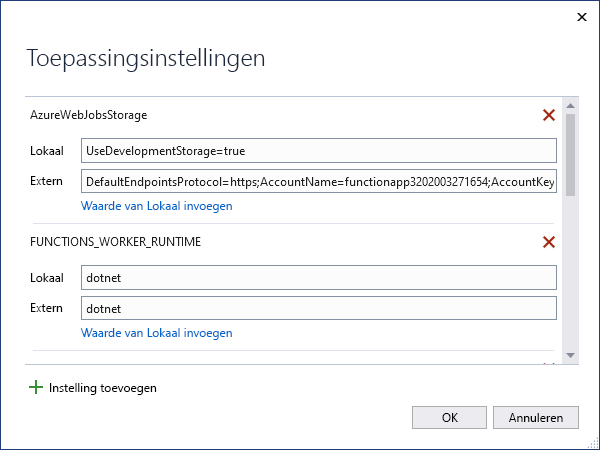 Toepassingsinstellingen
AzureWebJobsStorage
Lokaal UseDevelopmentStorage=true
Extern DefaultEndpointsProtocol=https;AccountName=functionapp3202003271654;AccountKey
Waarde van Lokaal invoegen
FUNCTIONS_WORKER_RUNTIME
Lokaal dotnet
Extern dotnet
Waarde van Lokaal invoegen
Instelling toevoegen
OK Annuleren